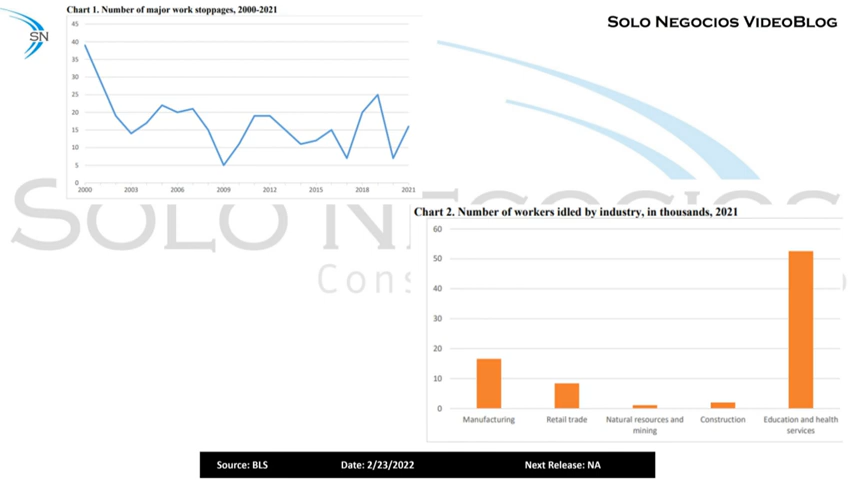 Chart 1. Number of major work stoppages, 2000-2021
SN
SOLO NEGOCIOS VIDEOBLOG
45
40
35
30
25
20
15
10
5
0
2000 2003 2006 2009 2012 2015 2018 2021
SOLO NEGOCIOS
Cons
Chart 2. Number of workers idled by industry, in thousands, 2021
60
50
40
30
20
10
0
Manufacturing Retail trade Natural resources and Construction Education and health
mining services
Source: BLS Date: 2/23/2022 Next Release: NA